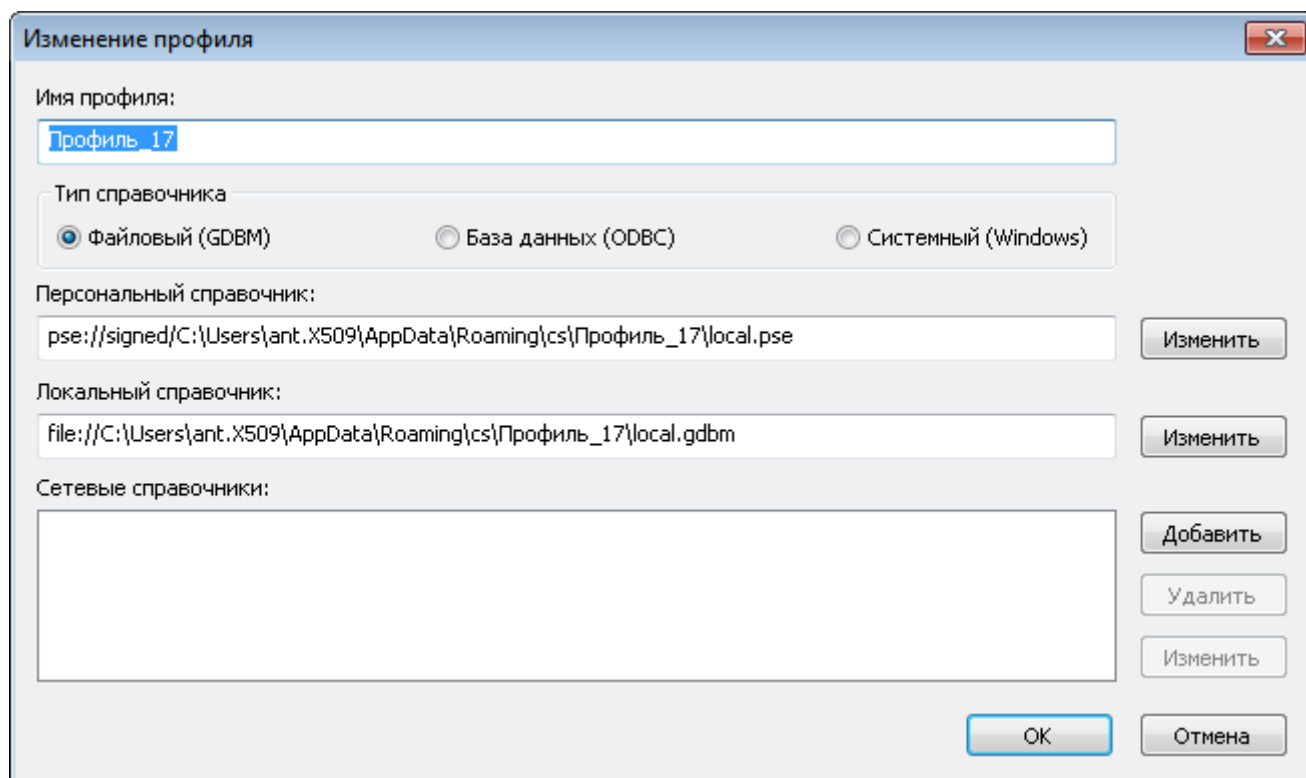 Изменение профиля
Имя профиля:
Профиль_17
Тип справочника
Файловый (GDBM) База данных (ODBC) Системный (Windows)
Персональный справочник:
pse://signed/C:\Users\ant.X509\AppData\Roaming\cs\Профиль_17\local.pse Изменить
Локальный справочник:
file://C:\Users\ant.X509\AppData\Roaming\cs\Профиль_17\local.gdbm Изменить
Сетевые справочники:
Добавить
Удалить
Изменить
ОК Отмена